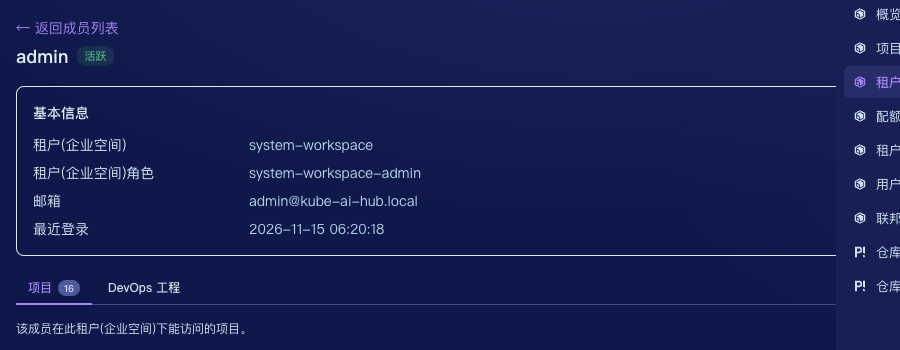 ← 返回成员列表
admin 活跃
基本信息
租户(企业空间) system-workspace
租户(企业空间)角色 system-workspace-admin
邮箱 admin@kube-ai-hub.local
最近登录 2026-11-15 06:20:18
项目 16 DevOps 工程
该成员在此租户(企业空间)下能访问的项目。
概览
项目
租户
配额
租户
用户
联邦
P! 仓库
P! 仓库